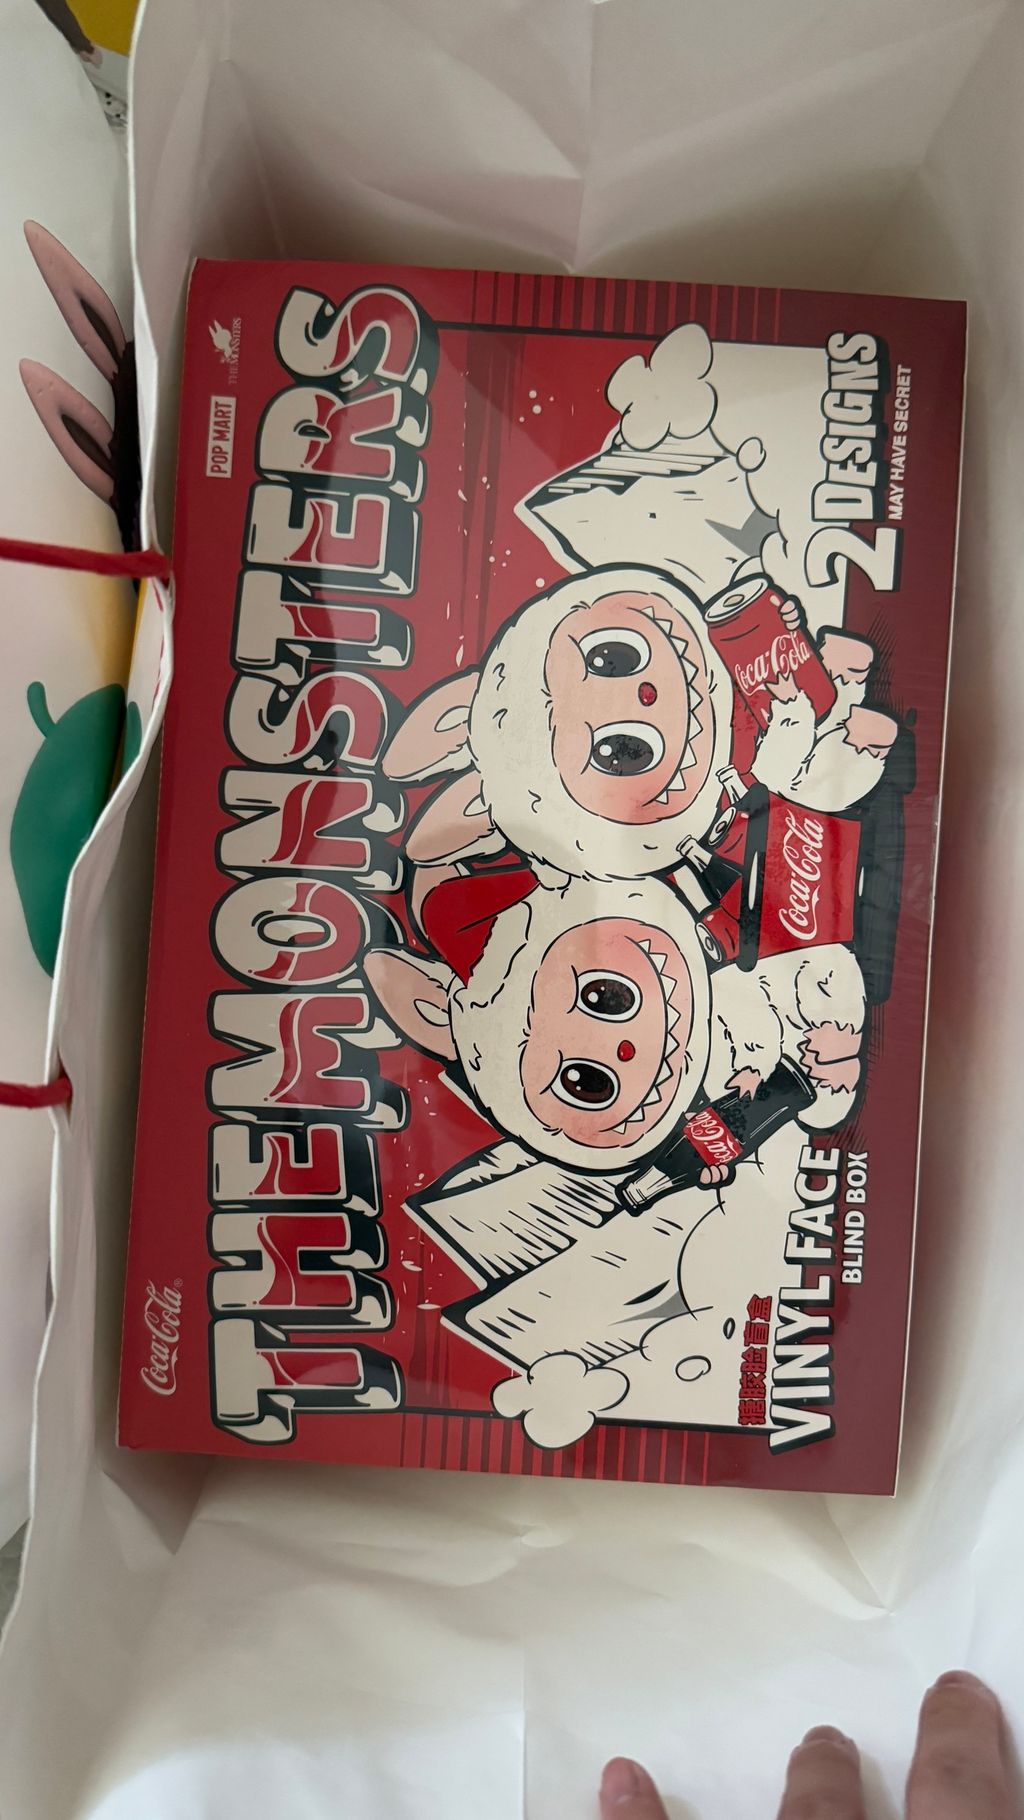 Coca-Cola®
POP MART
THE MONSTERS
THE MONSTERS
Coca-Cola
Coca-Cola
Coca-Cola
搪胶脸盲盒
VINYL FACE
BLIND BOX
2 DESIGNS
MAY HAVE SECRET